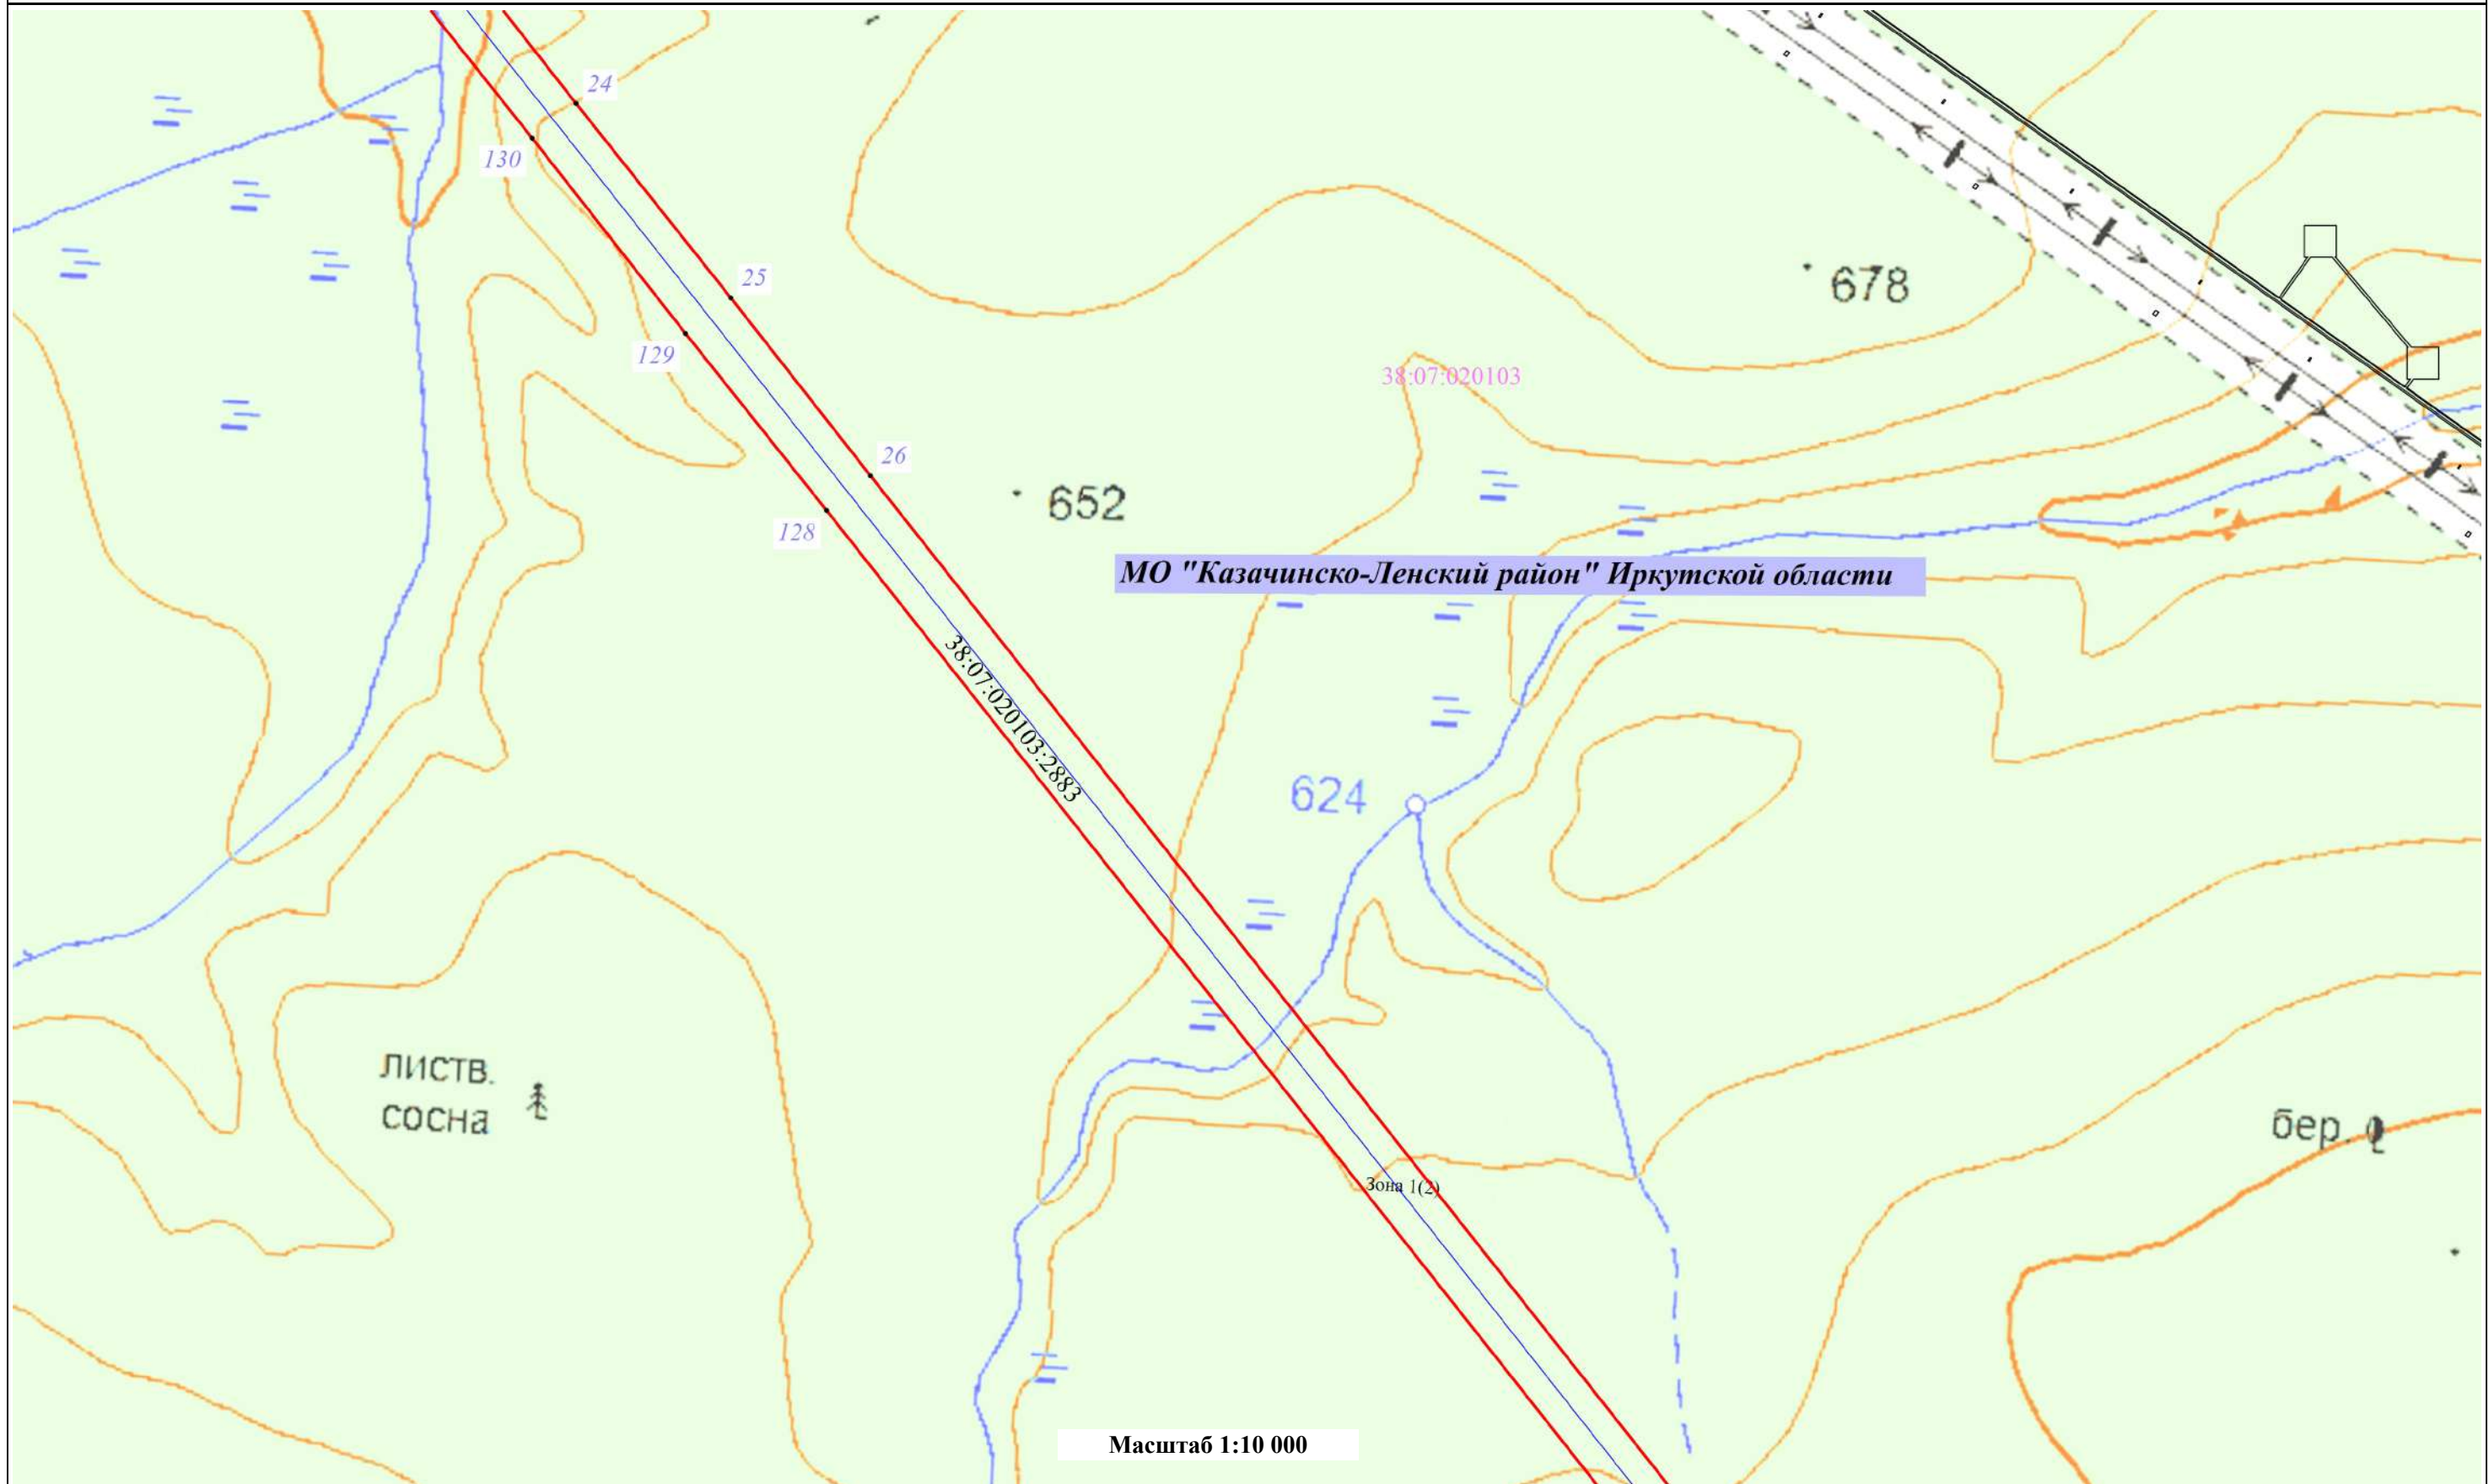 24
130
25
678
129
38:07:020103
26
652
128
МО "Казачинско-Ленский район" Иркутской области
38:07:020103:2883
624
листв.
сосна
бер.
Зона 1(2)
Масштаб 1:10 000